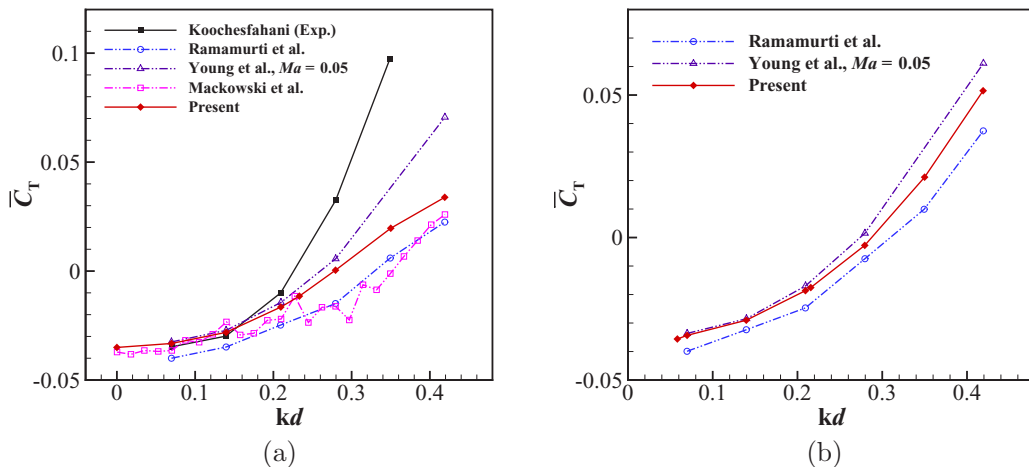 Koochesfahani (Exp.)
Ramamurti et al.
Young et al., Ma = 0.05
Mackowski et al.
Present
0.1
0.05
0
-0.05
C̅T
0 0.1 0.2 0.3 0.4
kd
(a)
Ramamurti et al.
Young et al., Ma = 0.05
Present
0.05
0
-0.05
C̅T
0 0.1 0.2 0.3 0.4
kd
(b)